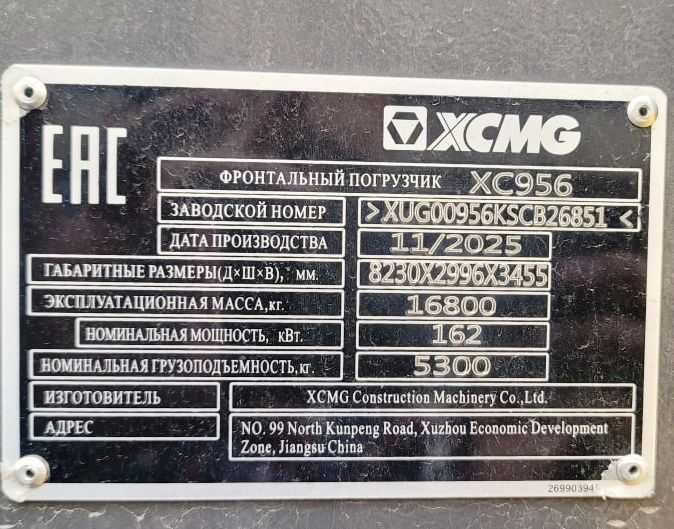 EAC
XCMG
ФРОНТАЛЬНЫЙ ПОГРУЗЧИК XC956
ЗАВОДСКОЙ НОМЕР >XUG00956KSCB26851<
ДАТА ПРОИЗВОДСТВА 11/2025
ГАБАРИТНЫЕ РАЗМЕРЫ(Д×Ш×В), мм. 8230X2996X3455
ЭКСПЛУАТАЦИОННАЯ МАССА,кг. 16800
НОМИНАЛЬНАЯ МОЩНОСТЬ, кВт. 162
НОМИНАЛЬНАЯ ГРУЗОПОДЪЕМНОСТЬ,кг. 5300
ИЗГОТОВИТЕЛЬ XCMG Construction Machinery Co.,Ltd.
АДРЕС NO. 99 North Kunpeng Road, Xuzhou Economic Development
Zone, Jiangsu China